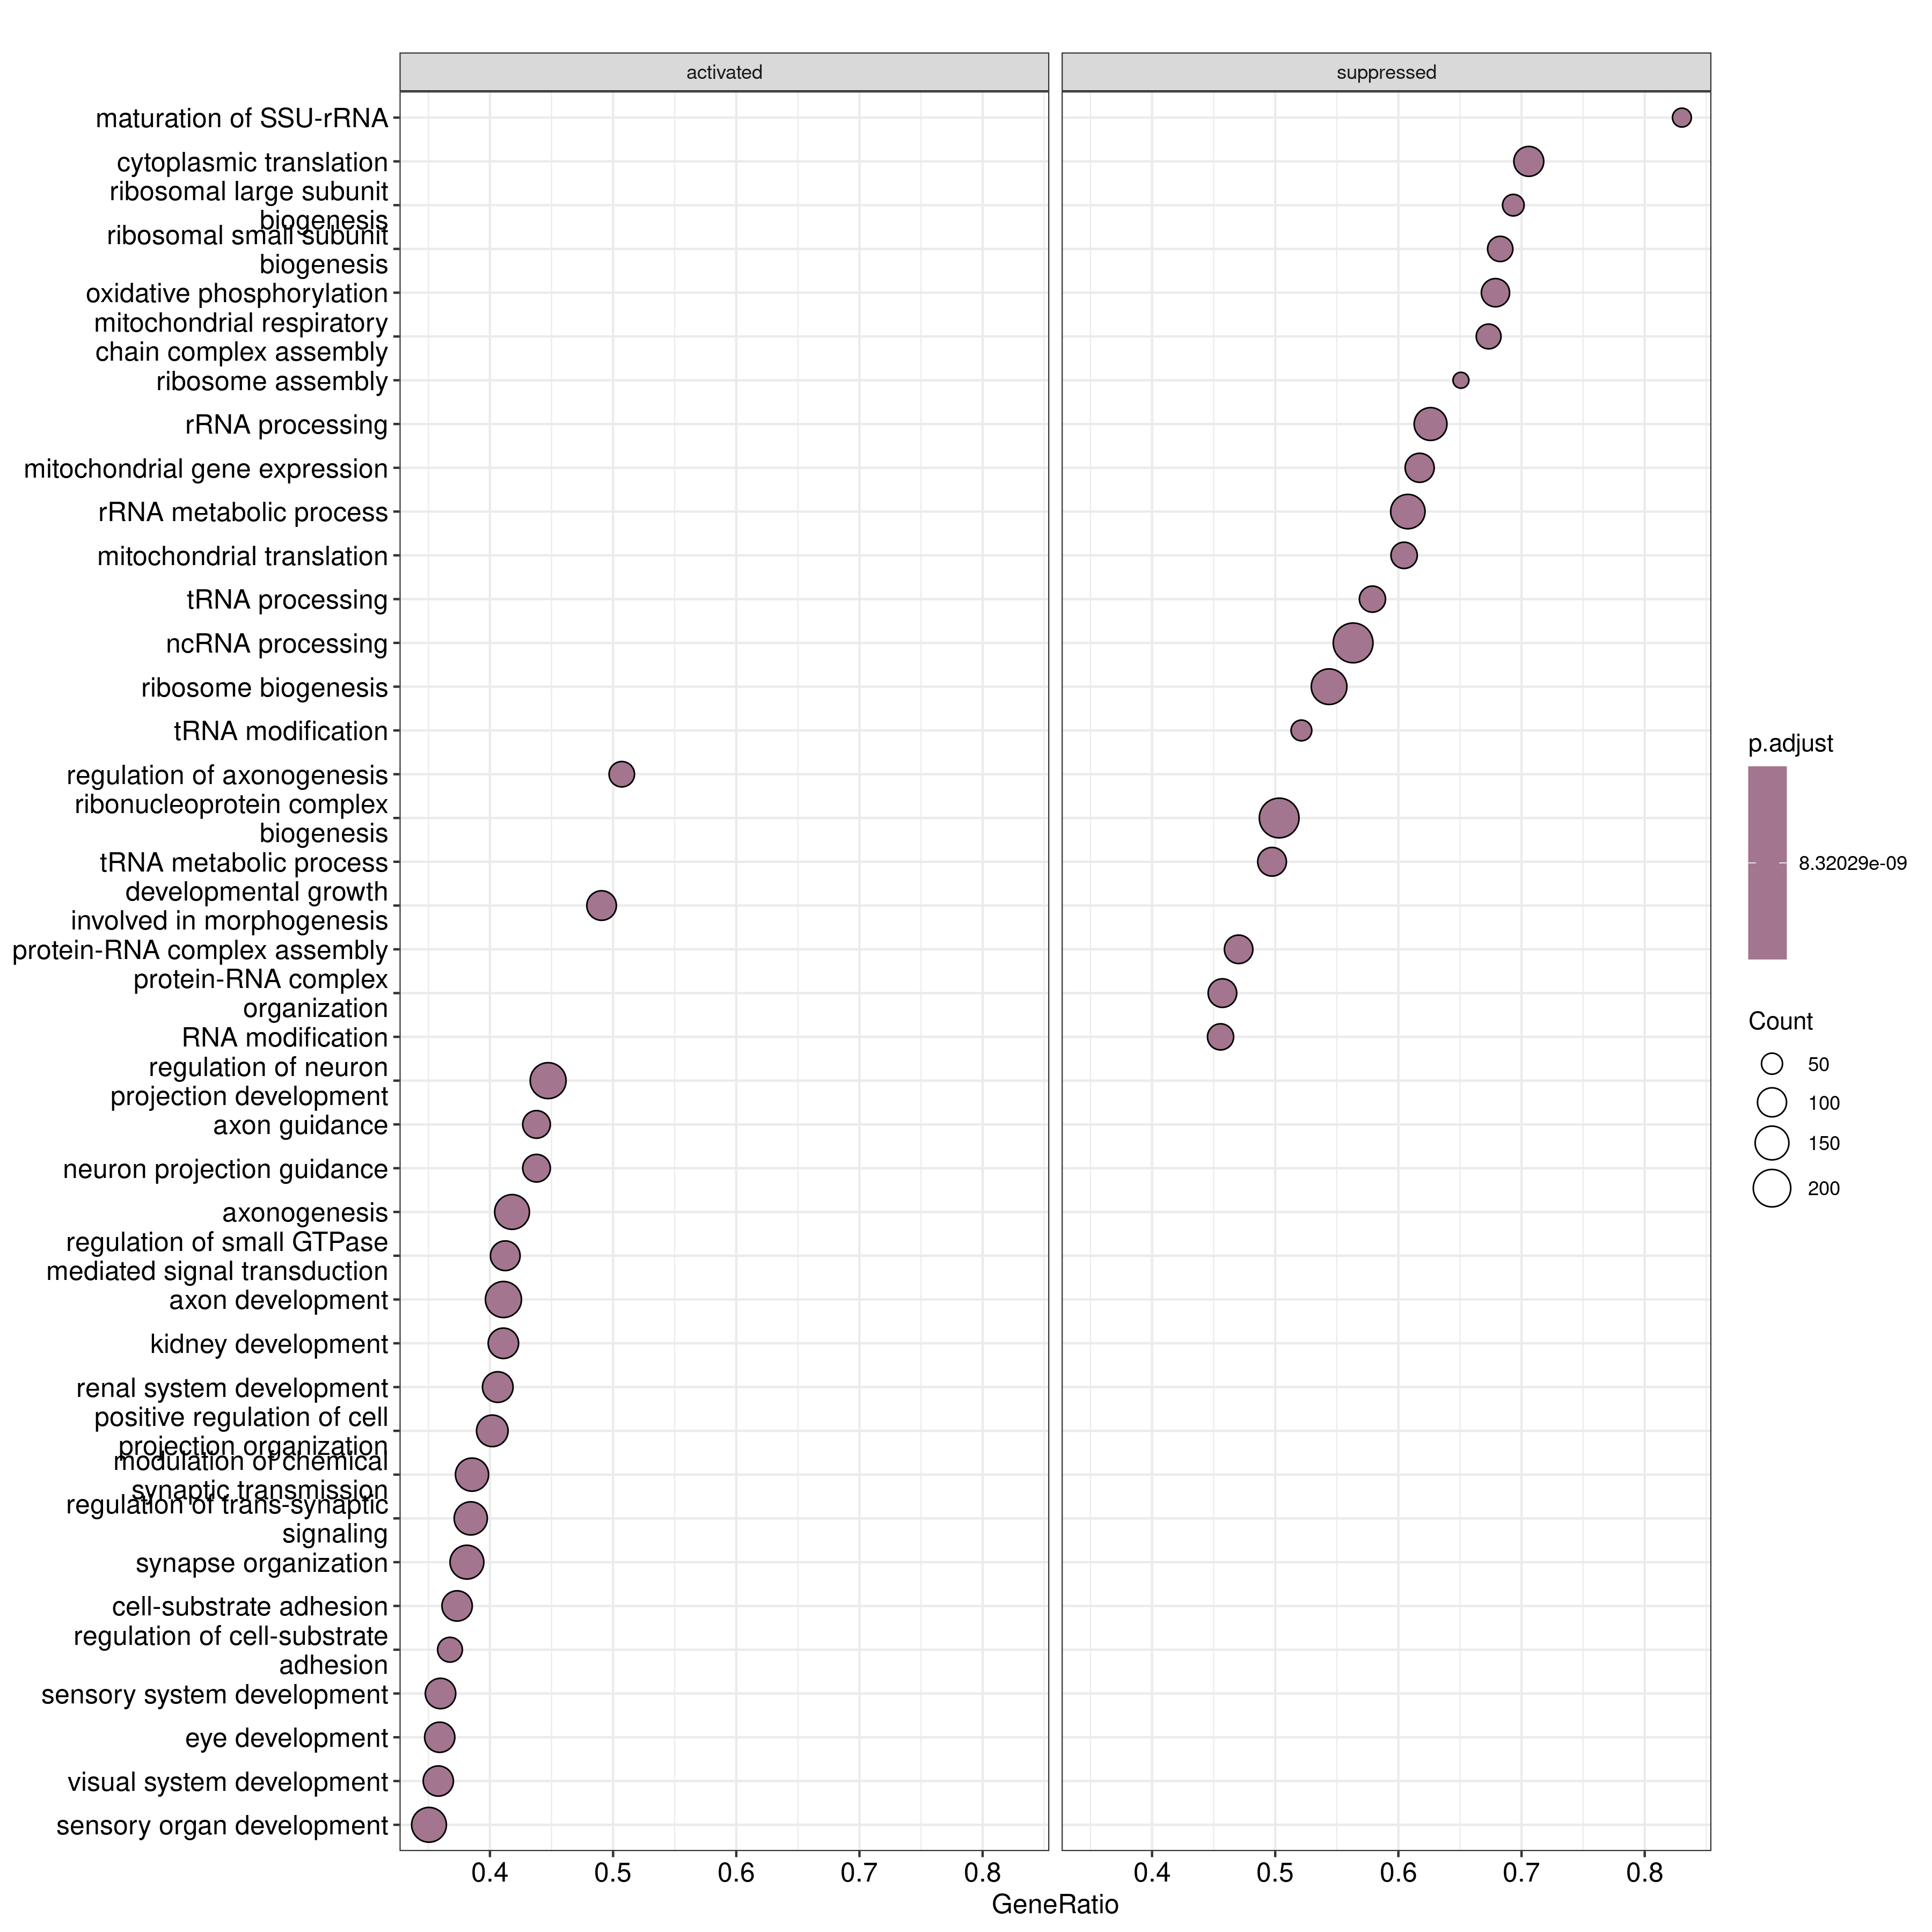 activated
suppressed
maturation of SSU-rRNA
cytoplasmic translation
ribosomal large subunit
biogenesis
ribosomal small subunit
biogenesis
oxidative phosphorylation
mitochondrial respiratory
chain complex assembly
ribosome assembly
rRNA processing
mitochondrial gene expression
rRNA metabolic process
mitochondrial translation
tRNA processing
ncRNA processing
ribosome biogenesis
tRNA modification
regulation of axonogenesis
ribonucleoprotein complex
biogenesis
tRNA metabolic process
developmental growth
involved in morphogenesis
protein-RNA complex assembly
protein-RNA complex
organization
RNA modification
regulation of neuron
projection development
axon guidance
neuron projection guidance
axonogenesis
regulation of small GTPase
mediated signal transduction
axon development
kidney development
renal system development
positive regulation of cell
projection organization
modulation of chemical
synaptic transmission
regulation of trans-synaptic
signaling
synapse organization
cell-substrate adhesion
regulation of cell-substrate
adhesion
sensory system development
eye development
visual system development
sensory organ development
0.4 0.5 0.6 0.7 0.8
0.4 0.5 0.6 0.7 0.8
GeneRatio
p.adjust
8.32029e-09
Count
50
100
150
200